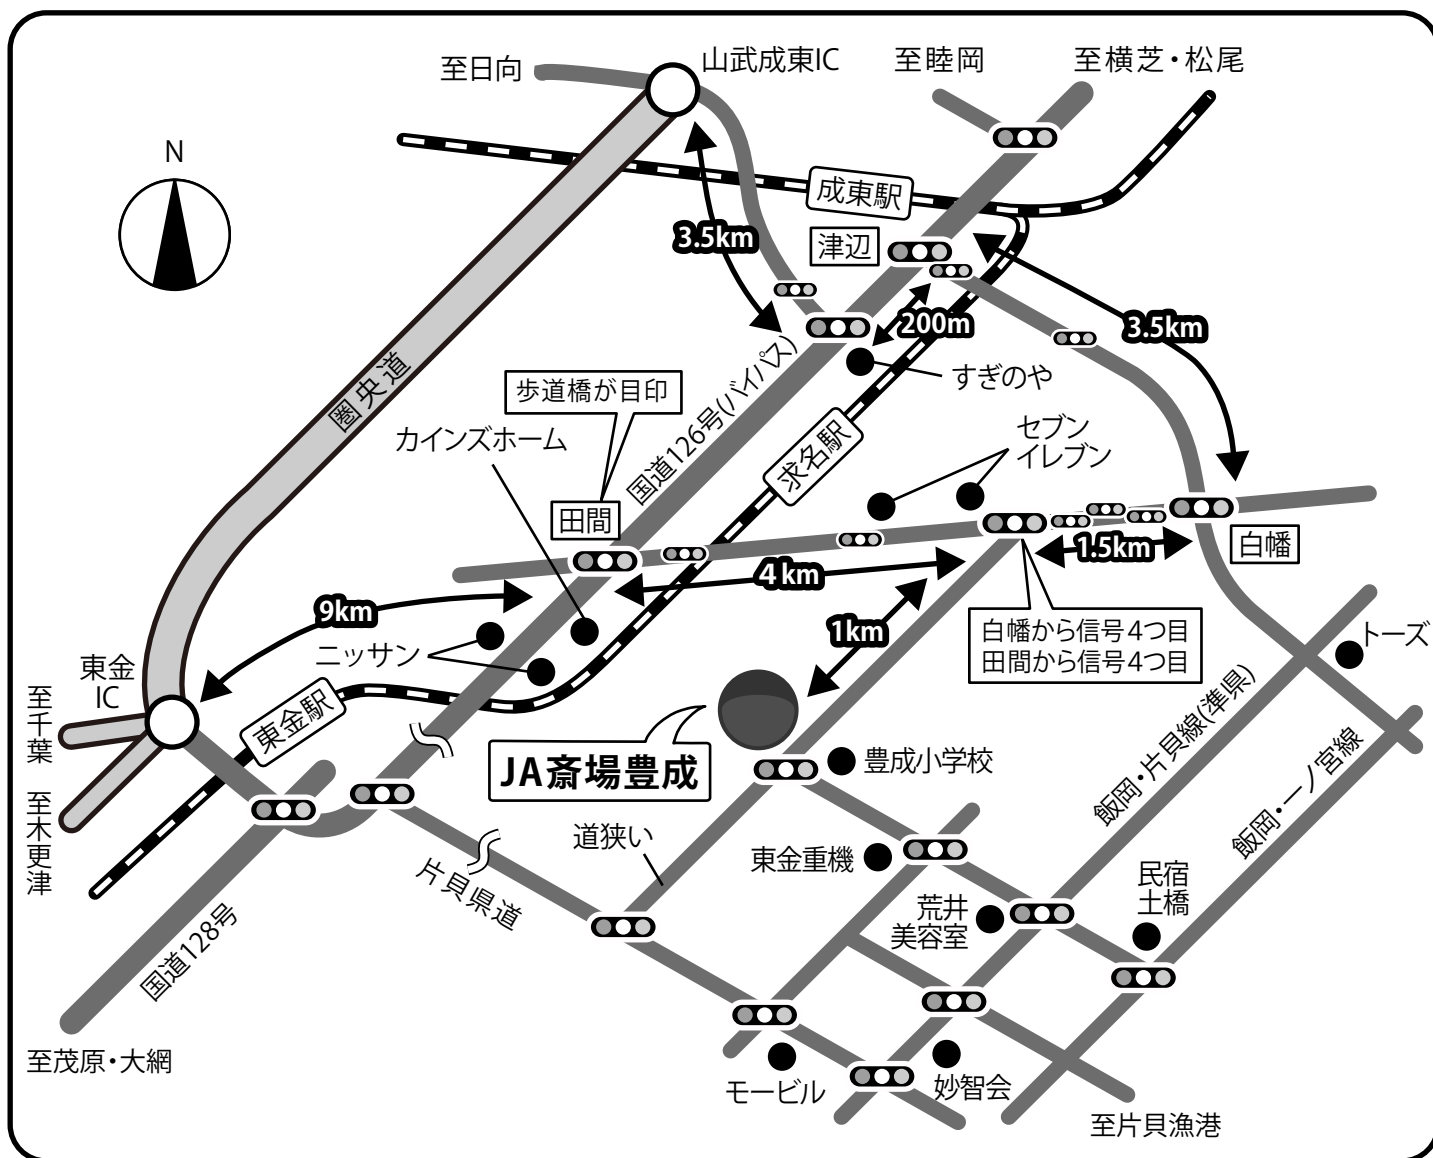 至日向
山武成東IC
至睦岡
至横芝・松尾
N
成東駅
3.5km
津辺
200m
3.5km
圏央道
国道126号(バイパス)
すぎのや
歩道橋が目印
カインズホーム
求名駅
セブン
イレブン
田間
白幡
4km
1.5km
9km
1km
白幡から信号4つ目
田間から信号4つ目
トーズ
ニッサン
東金
IC
至千葉
東金駅
JA斎場豊成
豊成小学校
飯岡・片貝線(準県)
飯岡・一ノ宮線
至木更津
道狭い
東金重機
片貝県道
民宿
土橋
荒井
美容室
国道128号
至茂原・大網
モービル
妙智会
至片貝漁港